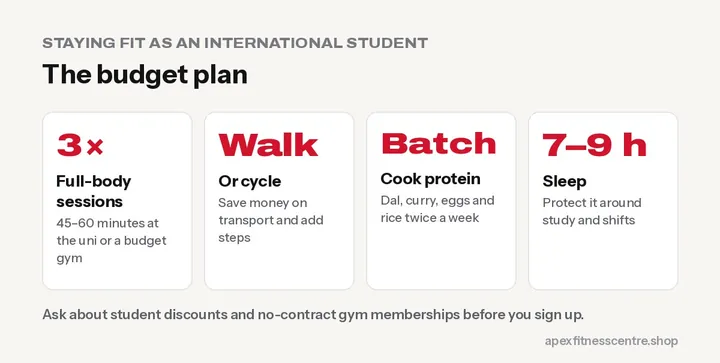 STAYING FIT AS AN INTERNATIONAL STUDENT
The budget plan
3×
Full-body
sessions
45–60 minutes at
the uni or a budget
gym
Walk
Or cycle
Save money on
transport and add
steps
Batch
Cook protein
Dal, curry, eggs and
rice twice a week
7–9 h
Sleep
Protect it around
study and shifts
Ask about student discounts and no-contract gym memberships before you sign up.
apexfitnesscentre.shop